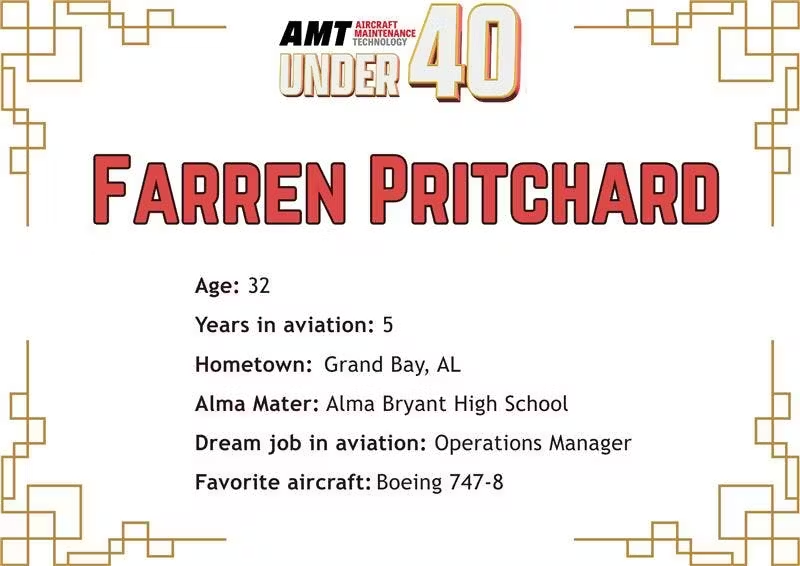 AMT AIRCRAFT MAINTENANCE TECHNOLOGY
UNDER 40
FARREN PRITCHARD
Age: 32
Years in aviation: 5
Hometown: Grand Bay, AL
Alma Mater: Alma Bryant High School
Dream job in aviation: Operations Manager
Favorite aircraft: Boeing 747-8